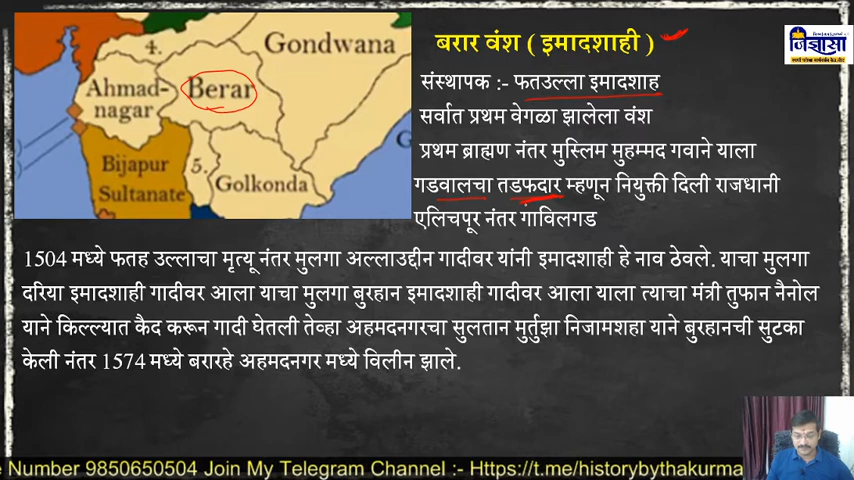 4.
Gondwana
Ahmad-
nagar
Berar
Bijapur
Sultanate
5.
Golkonda
G
बरार वंश ( इमादशाही )
संस्थापक :- फतउल्ला इमादशाह
सर्वात प्रथम वेगळा झालेला वंश
प्रथम ब्राह्मण नंतर मुस्लिम मुहम्मद गवाने याला
गडवालचा तडफदार म्हणून नियुक्ती दिली राजधानी
एलिचपूर नंतर गांविलगड
1504 मध्ये फतह उल्लाचा मृत्यू नंतर मुलगा अल्लाउद्दीन गादीवर यांनी इमादशाही हे नाव ठेवले. याचा मुलगा
दरिया इमादशाही गादीवर आला याचा मुलगा बुरहान इमादशाही गादीवर आला याला त्याचा मंत्री तुफान नैनोल
याने किल्ल्यात कैद करून गादी घेतली तेव्हा अहमदनगरचा सुलतान मुर्तुझा निजामशहा याने बुरहानची सुटका
केली नंतर 1574 मध्ये बरारहे अहमदनगर मध्ये विलीन झाले.
जिज्ञासा
e Number 9850650504 Join My Telegram Channel :- Https://t.me/historybythakurma